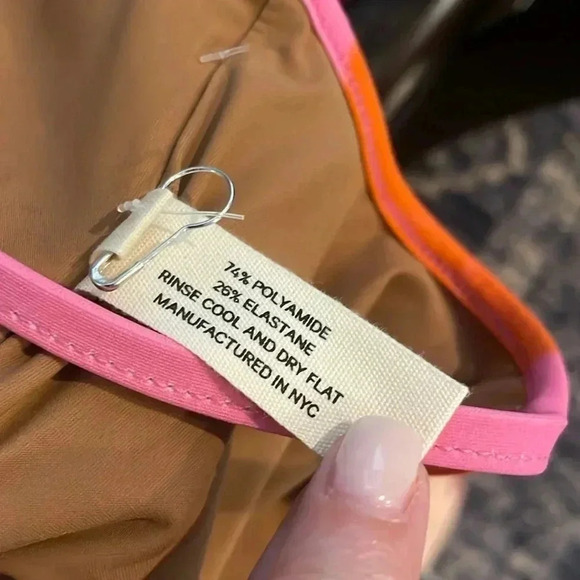 74% POLYAMIDE
26% ELASTANE
RINSE COOL AND DRY FLAT
MANUFACTURED IN NYC